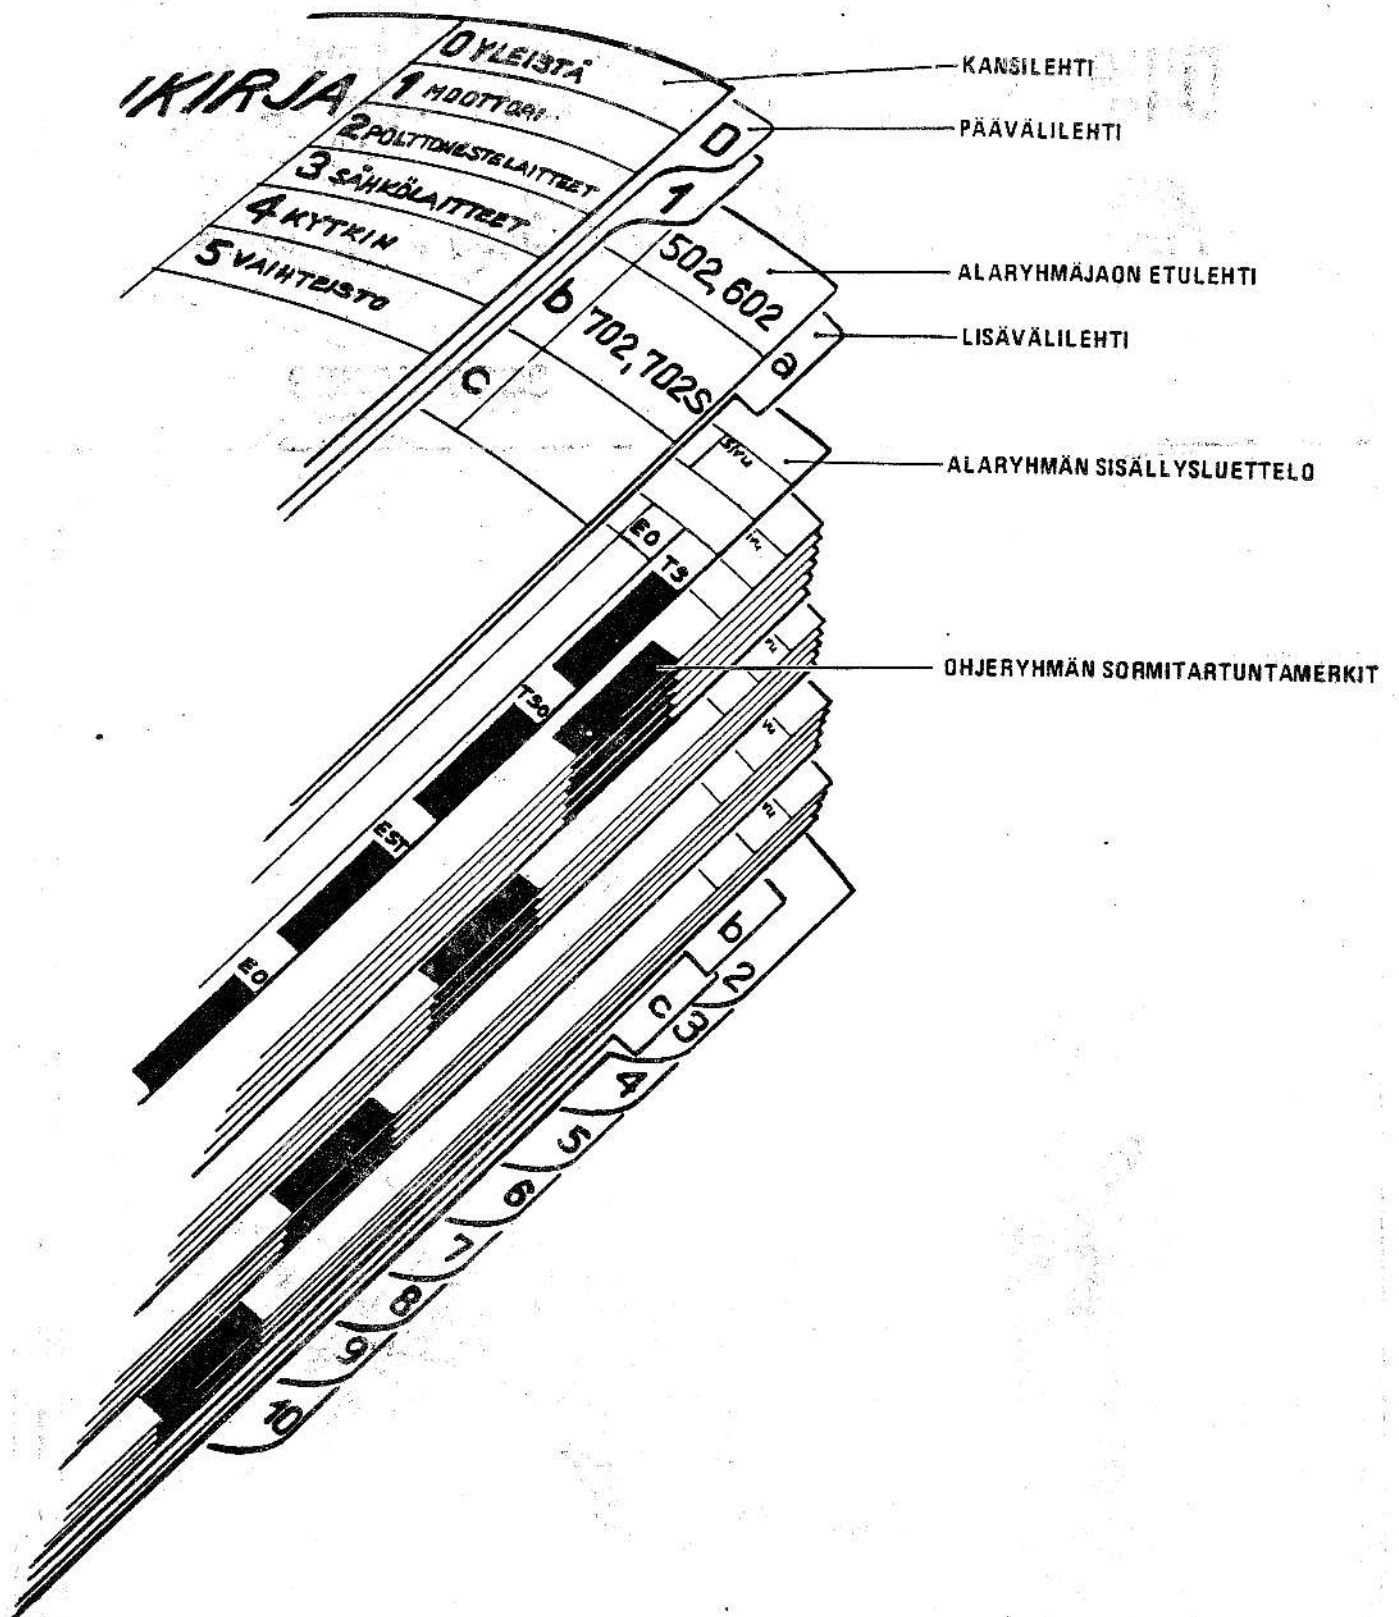 IKIRJA
0 YLEISTÄ
1 MOOTTORI
2 POLTTONESTELAITTEET
3 SÄHKÖLAITTEET
4 KYTKIN
5 VAIHTEISTO
KANSILEHTI
0
PÄÄVÄLILEHTI
1
502, 602
ALARYHMÄJAON ETULEHTI
b 702, 702S
a
LISÄVÄLILEHTI
c
sivu
ALARYHMÄN SISÄLLYSLUETTELO
EO
TS
OHJERYHMÄN SORMITARTUNTAMERKIT
TSO
EST
EO
b
2
c
3
4
5
6
7
8
9
10